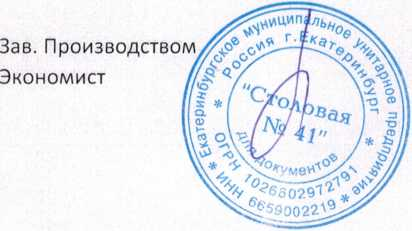 Зав. Производством
Экономист
* Екатеринбургское муниципальное унитарное предприятие *
ИНН 6659002219
* Россия г.Екатеринбург *
ОГРН 1026602972791
"Столовая
№ 41"
для документов